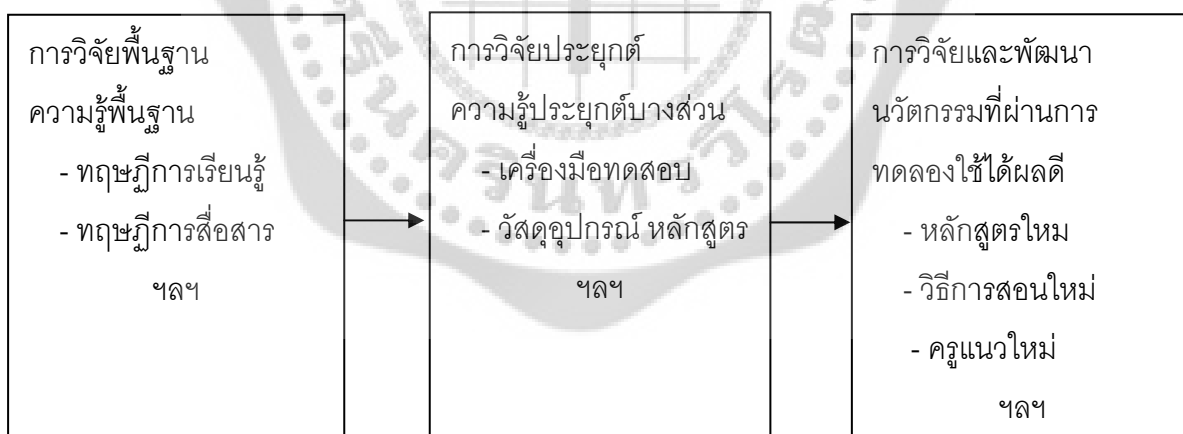 การวิจัยพื้นฐาน
ความรู้พื้นฐาน
- ทฤษฏีการเรียนรู้
- ทฤษฏีการสื่อสาร
ฯลฯ
การวิจัยประยุกต์
ความรู้ประยุกต์บางส่วน
- เครื่องมือทดสอบ
- วัสดุอุปกรณ์ หลักสูตร
ฯลฯ
การวิจัยและพัฒนา
นวัตกรรมที่ผ่านการ
ทดลองใช้ได้ผลดี
- หลักสูตรใหม
- วิธีการสอนใหม่
- ครูแนวใหม่
ฯลฯ